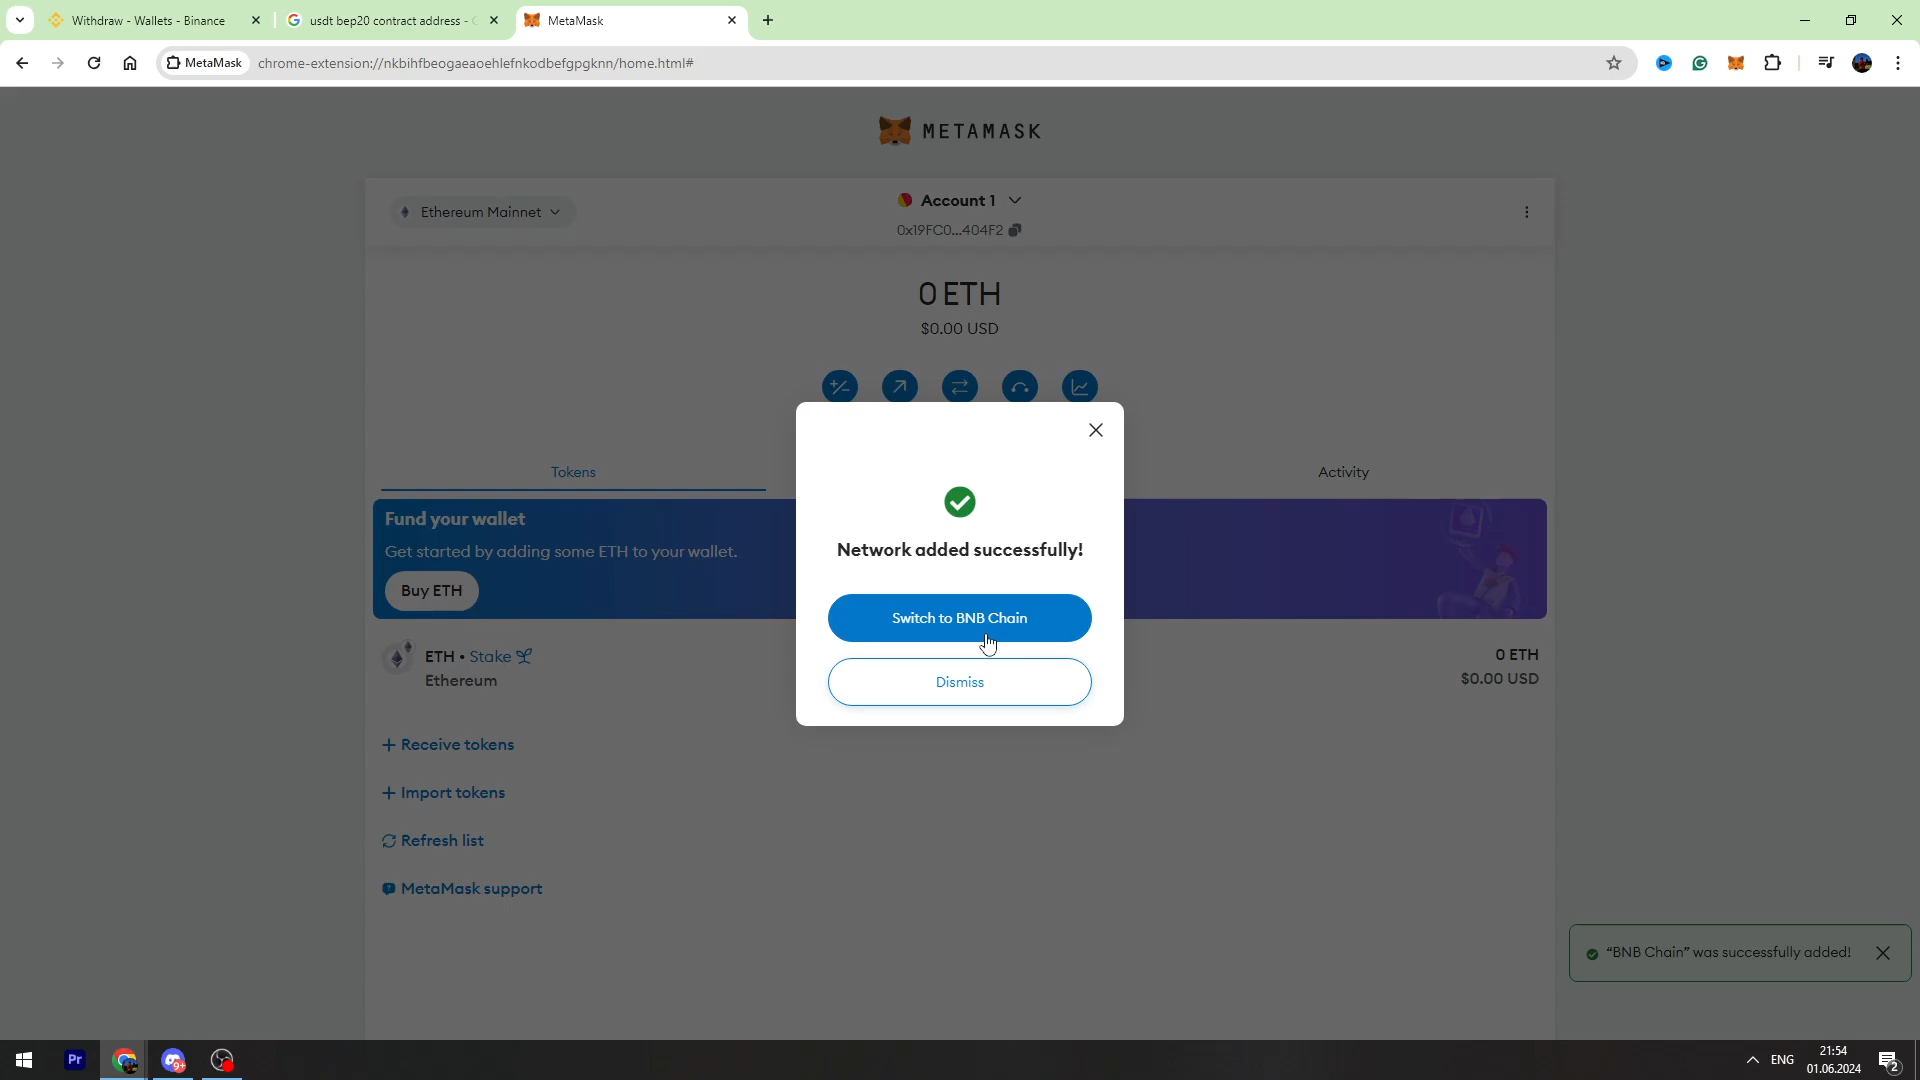 Withdraw - Wallets - Binance
usdt bep20 contract address -
MetaMask
MetaMask
chrome-extension://nkbihfbeogaeaoehlefnkodbefgpgknn/home.html#
METAMASK
Ethereum Mainnet
Account 1
0x19FC0...404F2
0 ETH
$0.00 USD
Tokens
Activity
Fund your wallet
Get started by adding some ETH to your wallet.
Buy ETH
Network added successfully!
Switch to BNB Chain
Dismiss
ETH • Stake
Ethereum
0 ETH
$0.00 USD
+ Receive tokens
+ Import tokens
Refresh list
MetaMask support
“BNB Chain” was successfully added!
Pr
9+
ENG
21:54
01.06.2024
2